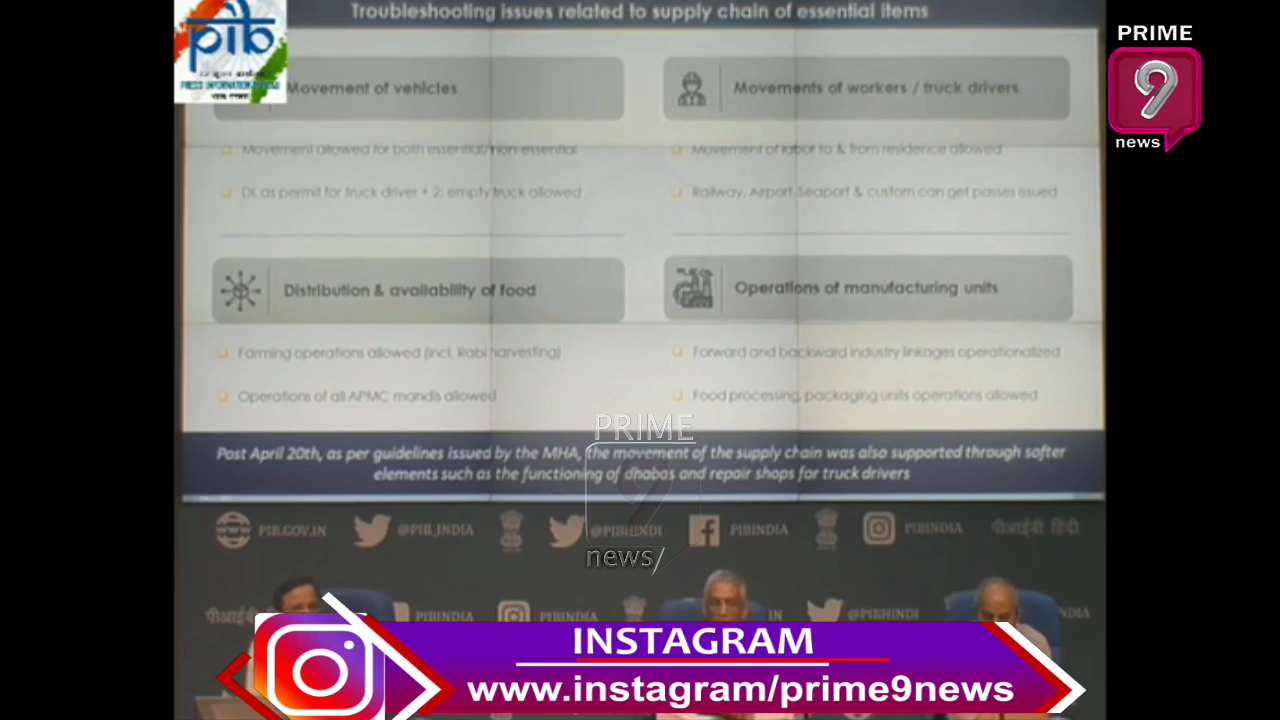 Troubleshooting issues related to supply chain of essential items
PRIME
9
news
pib
PRESS INFORMATION
Movement of vehicles
Movements of workers / truck drivers
Movement allowed for both essential/non-essential
Movement of labor to & from residence allowed
DL as permit for truck driver + 2; empty truck allowed
Railway, Airport, Seaport & custom can get passes issued
Distribution & availability of food
Operations of manufacturing units
Farming operations allowed (incl. Rabi harvesting)
Forward and backward industry linkages operationalized
Operations of all APMC mandis allowed
Food processing, packaging units operations allowed
PRIME
9
news/
Post April 20th, as per guidelines issued by the MHA, the movement of the supply chain was also supported through softer
elements such as the functioning of dhabas and repair shops for truck drivers
PIB.GOV.IN @PIB_INDIA @PIBHINDI PIBINDIA PIBINDIA पीआईबी हिंदी
पीआईबी PIBINDIA PIBINDIA IN @PIBHINDI DIA
INSTAGRAM
www.instagram/prime9news